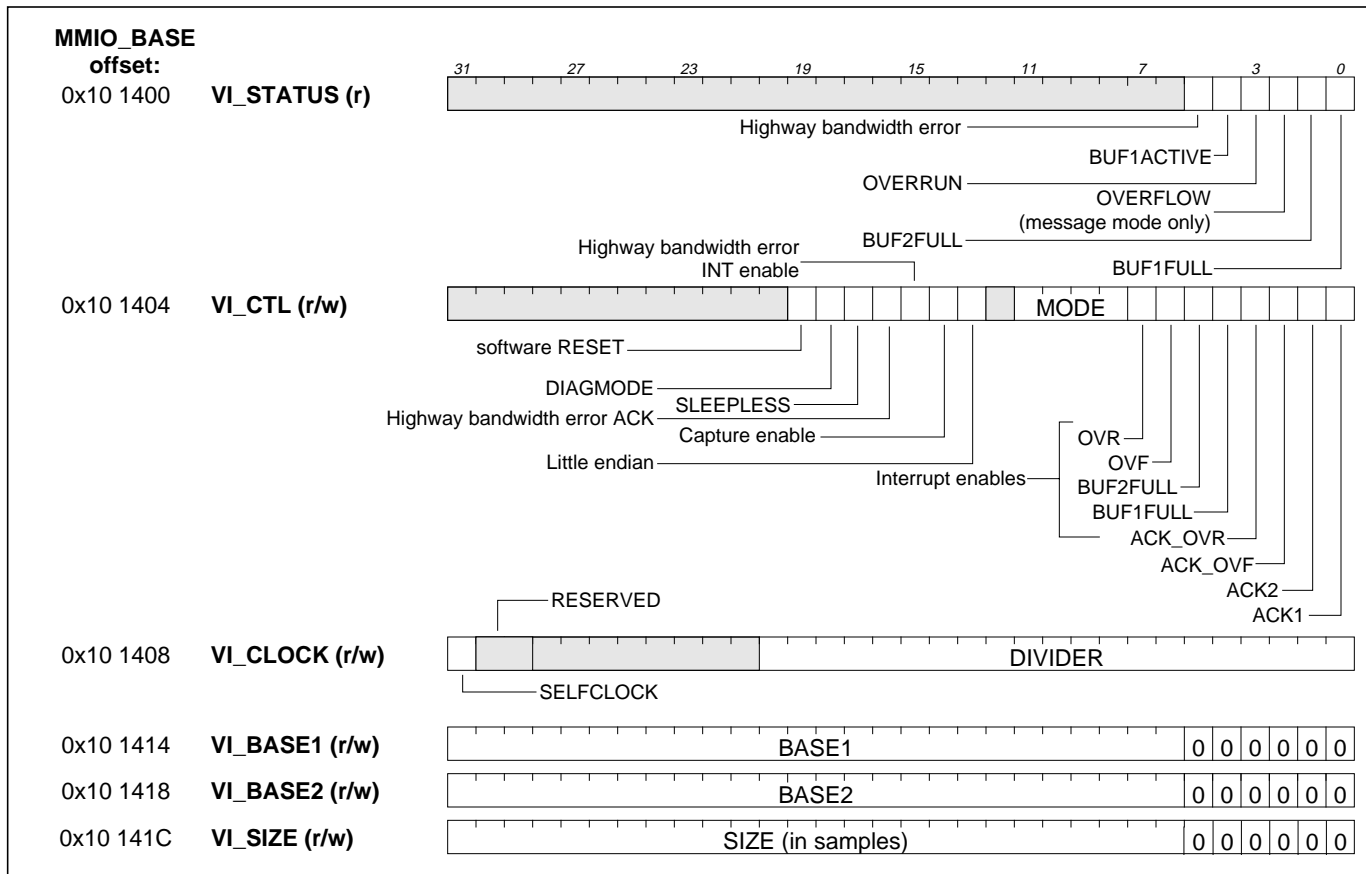 MMIO_BASE
offset:
31 27 23 19 15 11 7 3 0
0x10 1400 VI_STATUS (r)
Highway bandwidth error
BUF1ACTIVE
OVERRUN
OVERFLOW
(message mode only)
BUF2FULL
Highway bandwidth error
INT enable
BUF1FULL
0x10 1404 VI_CTL (r/w) MODE
software RESET
DIAGMODE
SLEEPLESS
Highway bandwidth error ACK
Capture enable
OVR
Little endian
OVF
Interrupt enables
BUF2FULL
BUF1FULL
ACK_OVR
ACK_OVF
ACK2
RESERVED
ACK1
0x10 1408 VI_CLOCK (r/w) DIVIDER
SELFCLOCK
0x10 1414 VI_BASE1 (r/w) BASE1 0 0 0 0 0 0
0x10 1418 VI_BASE2 (r/w) BASE2 0 0 0 0 0 0
0x10 141C VI_SIZE (r/w) SIZE (in samples) 0 0 0 0 0 0